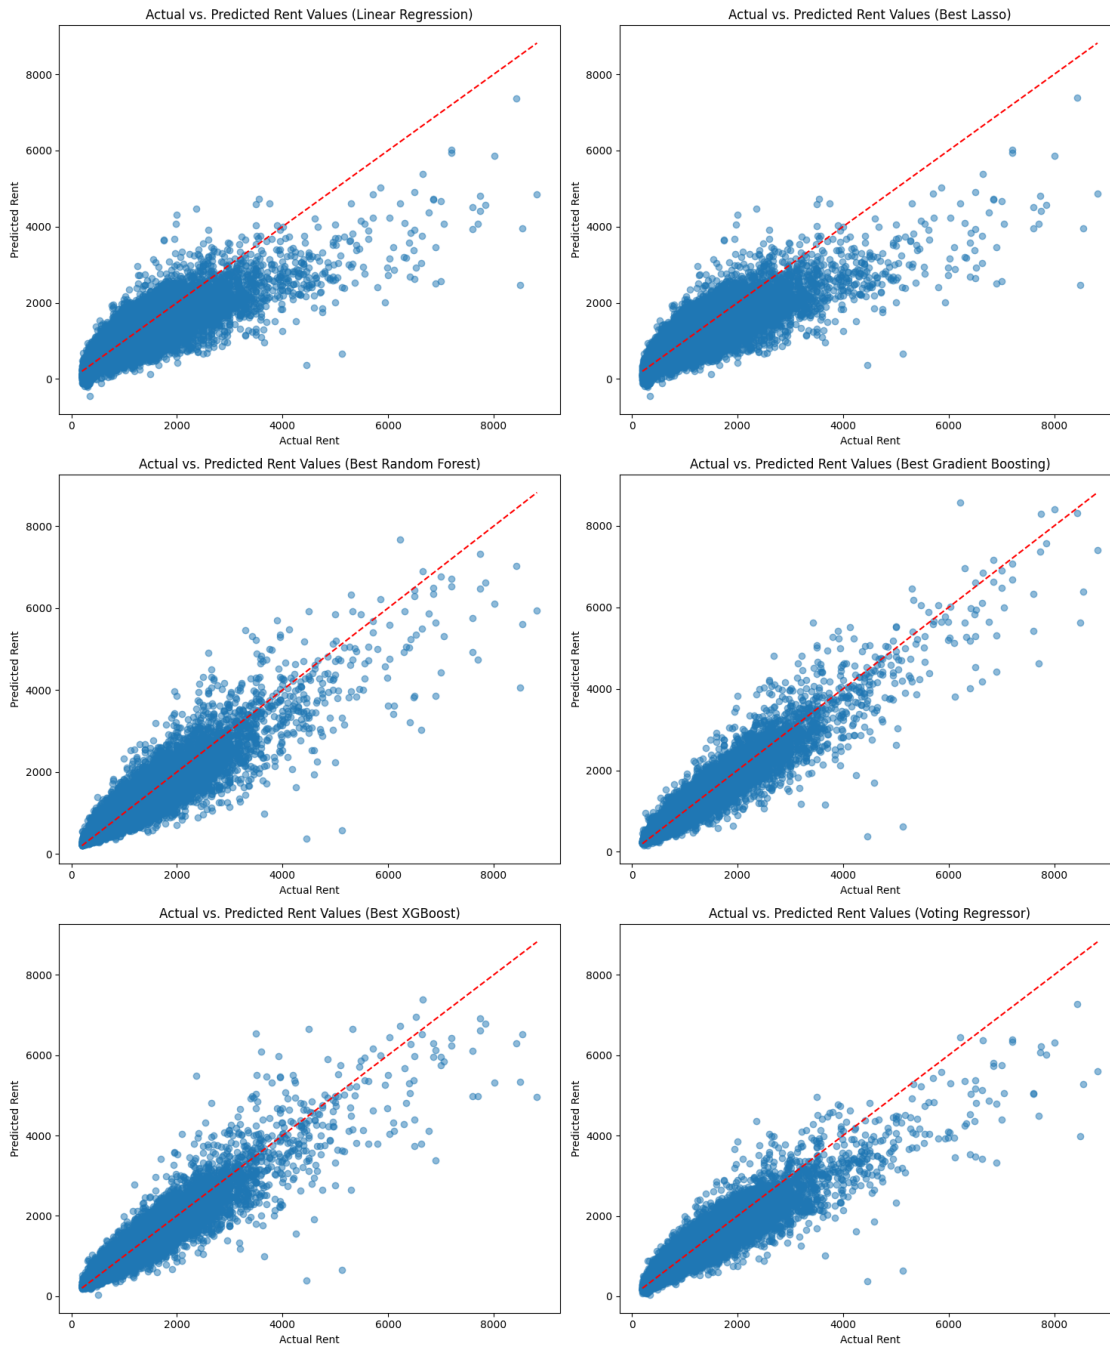 Actual vs. Predicted Rent Values (Linear Regression)
8000
6000
4000
2000
0
Predicted Rent
0 2000 4000 6000 8000
Actual Rent
Actual vs. Predicted Rent Values (Best Lasso)
8000
6000
4000
2000
0
Predicted Rent
0 2000 4000 6000 8000
Actual Rent
Actual vs. Predicted Rent Values (Best Random Forest)
8000
6000
4000
2000
0
Predicted Rent
0 2000 4000 6000 8000
Actual Rent
Actual vs. Predicted Rent Values (Best Gradient Boosting)
8000
6000
4000
2000
0
Predicted Rent
0 2000 4000 6000 8000
Actual Rent
Actual vs. Predicted Rent Values (Best XGBoost)
8000
6000
4000
2000
0
Predicted Rent
0 2000 4000 6000 8000
Actual Rent
Actual vs. Predicted Rent Values (Voting Regressor)
8000
6000
4000
2000
0
Predicted Rent
0 2000 4000 6000 8000
Actual Rent